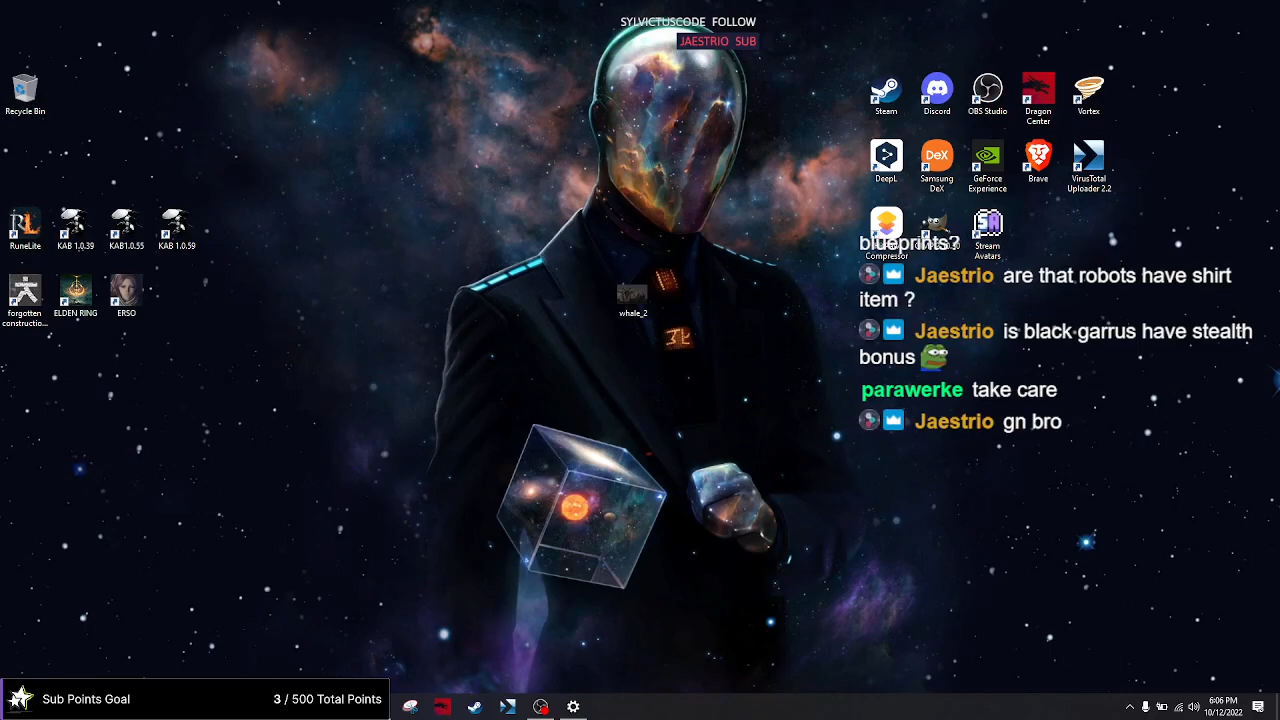 SYLVICTUSCODE FOLLOW
JAESTRIO SUB
Recycle Bin
Steam
Discord
OBS Studio
Dragon
Center
Vortex
DeX
DeepL
Samsung
DeX
GeForce
Experience
Brave
VirusTotal
Uploader 2.2
RL
RuneLite
KAB 1,0.39
KAB1.0.55
KAB 1.0.59
SA
Compressor
Stream
Avatars
blueprints?
Jaestrio are that robots have shirt
item ?
forgotten
constructio...
ELDEN RING
ERSO
whale_2
Jaestrio is black garrus have stealth
bonus
parawerke take care
Jaestrio gn bro
Sub Points Goal
3 / 500 Total Points
6:06 PM
10/12/2022